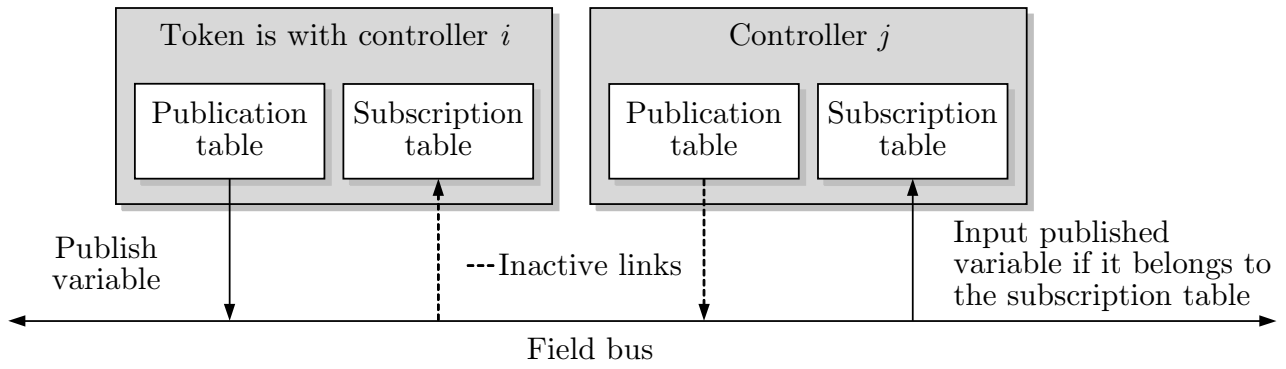 Token is with controller i
Controller j
Publication
table
Subscription
table
Publication
table
Subscription
table
Publish
variable
Inactive links
Input published
variable if it belongs to
the subscription table
Field bus